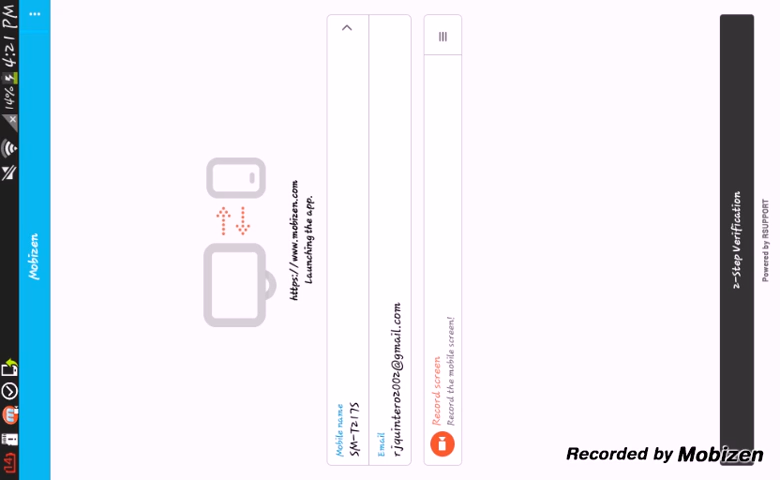 14% 4:21 PM
14
Mobizen
https://www.mobizen.com
Launching the app.
Mobile name
SM-T217S
Email
rjquintero2002@gmail.com
Record screen
Record the mobile screen!
2-Step Verification
Powered by RSUPPORT
Recorded by Mobizen